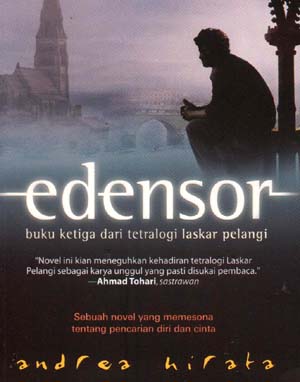 edensor
buku ketiga dari tetralogi laskar pelangi
"Novel ini kian meneguhkan kehadiran tetralogi Laskar
Pelangi sebagai karya unggul yang pasti disukai pembaca."
—Ahmad Tohari, sastrawan
Sebuah novel yang memesona
tentang pencarian diri dan cinta
andrea hirata